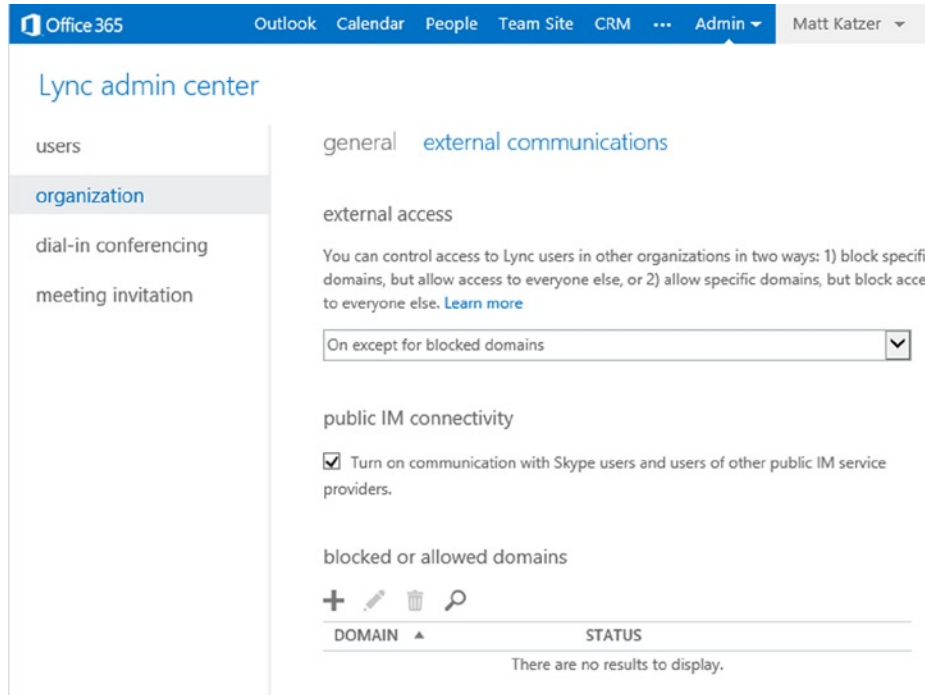 Office 365 Outlook Calendar People Team Site CRM ... Admin Matt Katzer
Lync admin center
users
organization
dial-in conferencing
meeting invitation
general external communications
external access
You can control access to Lync users in other organizations in two ways: 1) block specifi
domains, but allow access to everyone else, or 2) allow specific domains, but block acce
to everyone else. Learn more
On except for blocked domains
public IM connectivity
Turn on communication with Skype users and users of other public IM service
providers.
blocked or allowed domains
DOMAIN STATUS
There are no results to display.